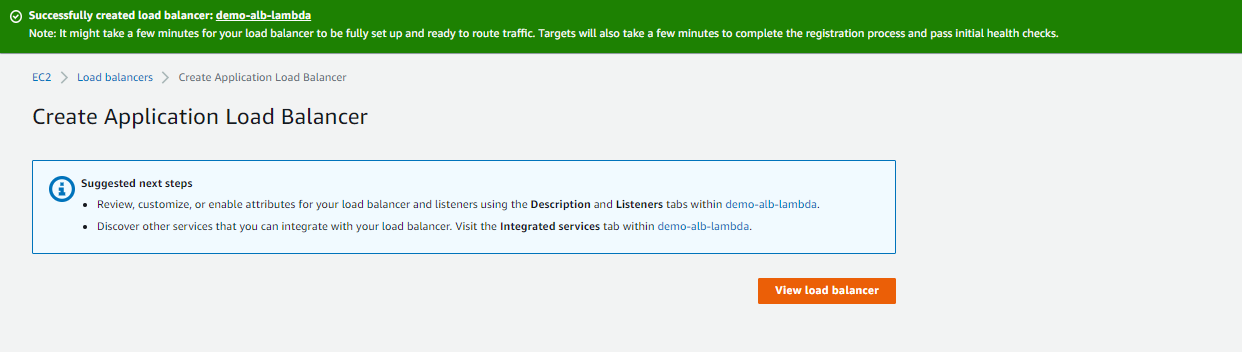 Successfully created load balancer: demo-alb-lambda
Note: It might take a few minutes for your load balancer to be fully set up and ready to route traffic. Targets will also take a few minutes to complete the registration process and pass initial health checks.
EC2 > Load balancers > Create Application Load Balancer
Create Application Load Balancer
Suggested next steps
• Review, customize, or enable attributes for your load balancer and listeners using the Description and Listeners tabs within demo-alb-lambda.
• Discover other services that you can integrate with your load balancer. Visit the Integrated services tab within demo-alb-lambda.
View load balancer